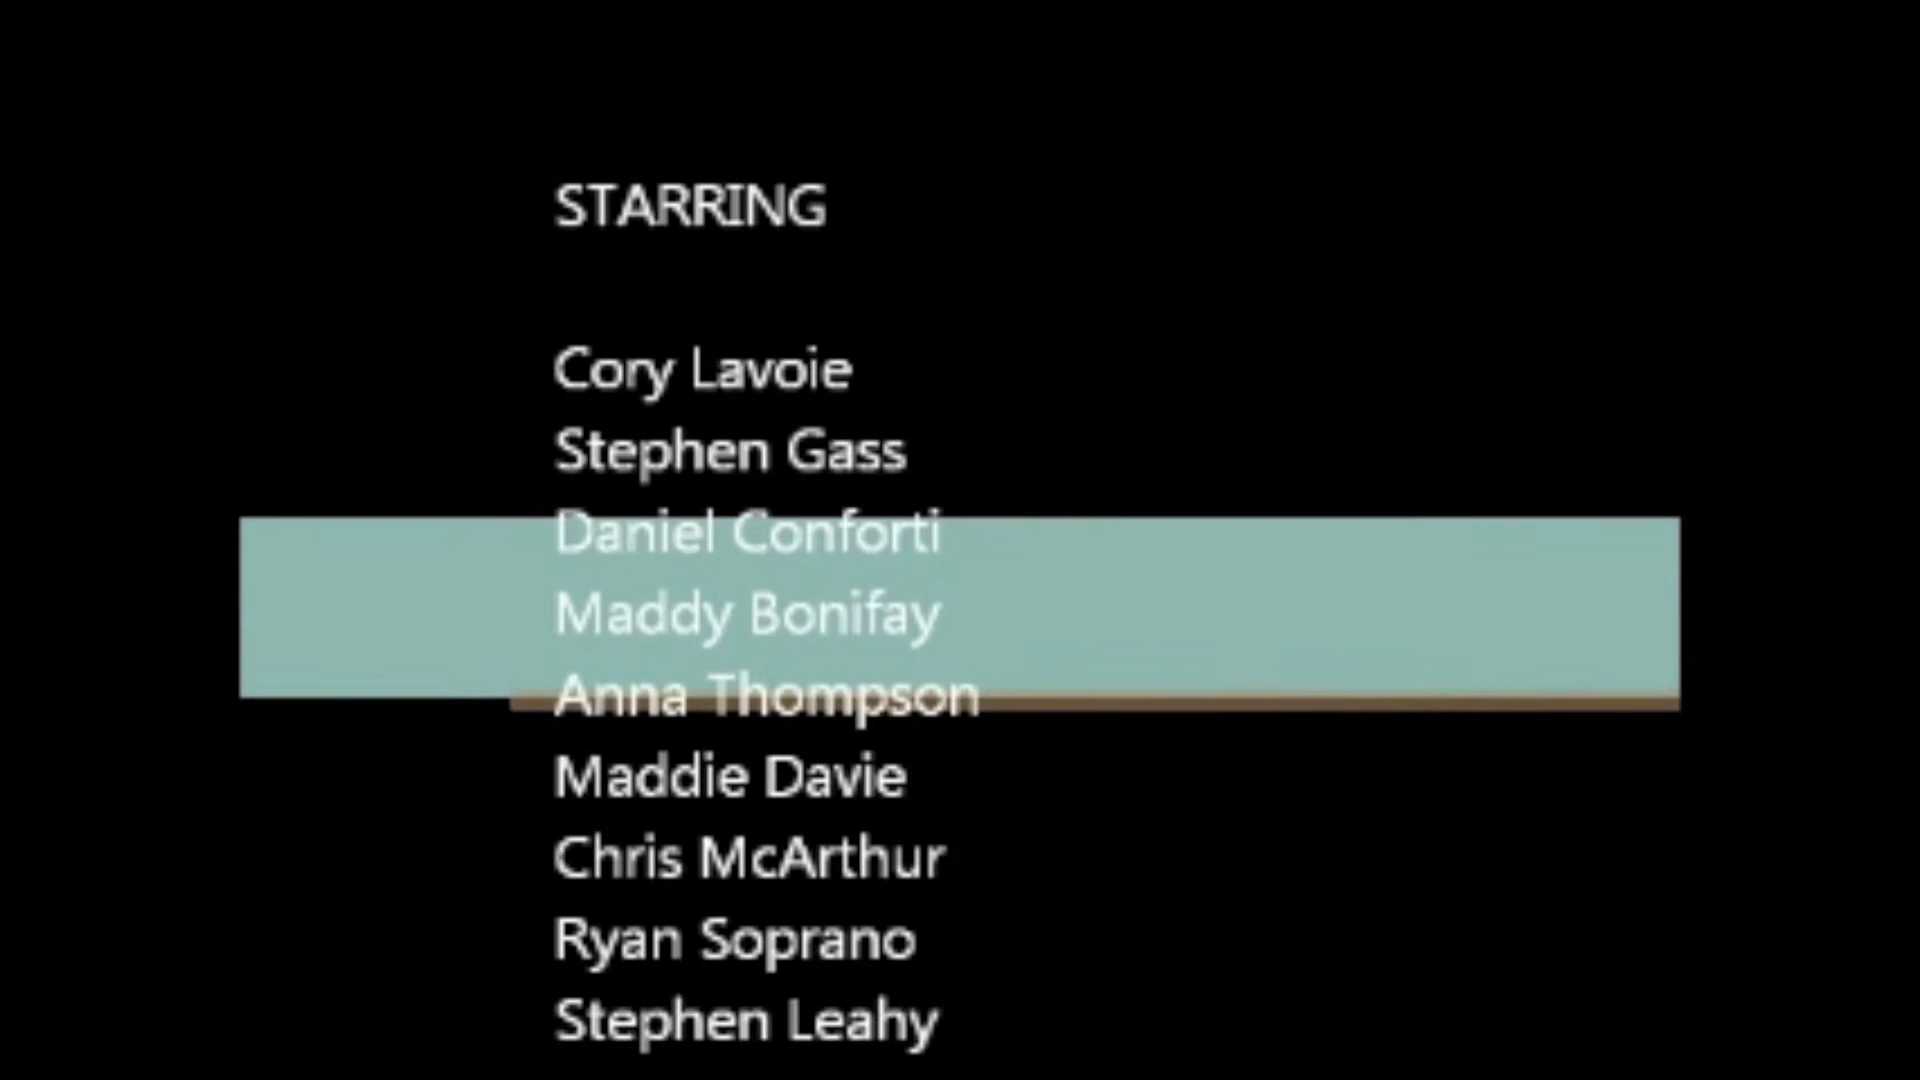 STARRING
Cory Lavoie
Stephen Gass
Daniel Conforti
Maddy Bonifay
Anna Thompson
Maddie Davie
Chris McArthur
Ryan Soprano
Stephen Leahy